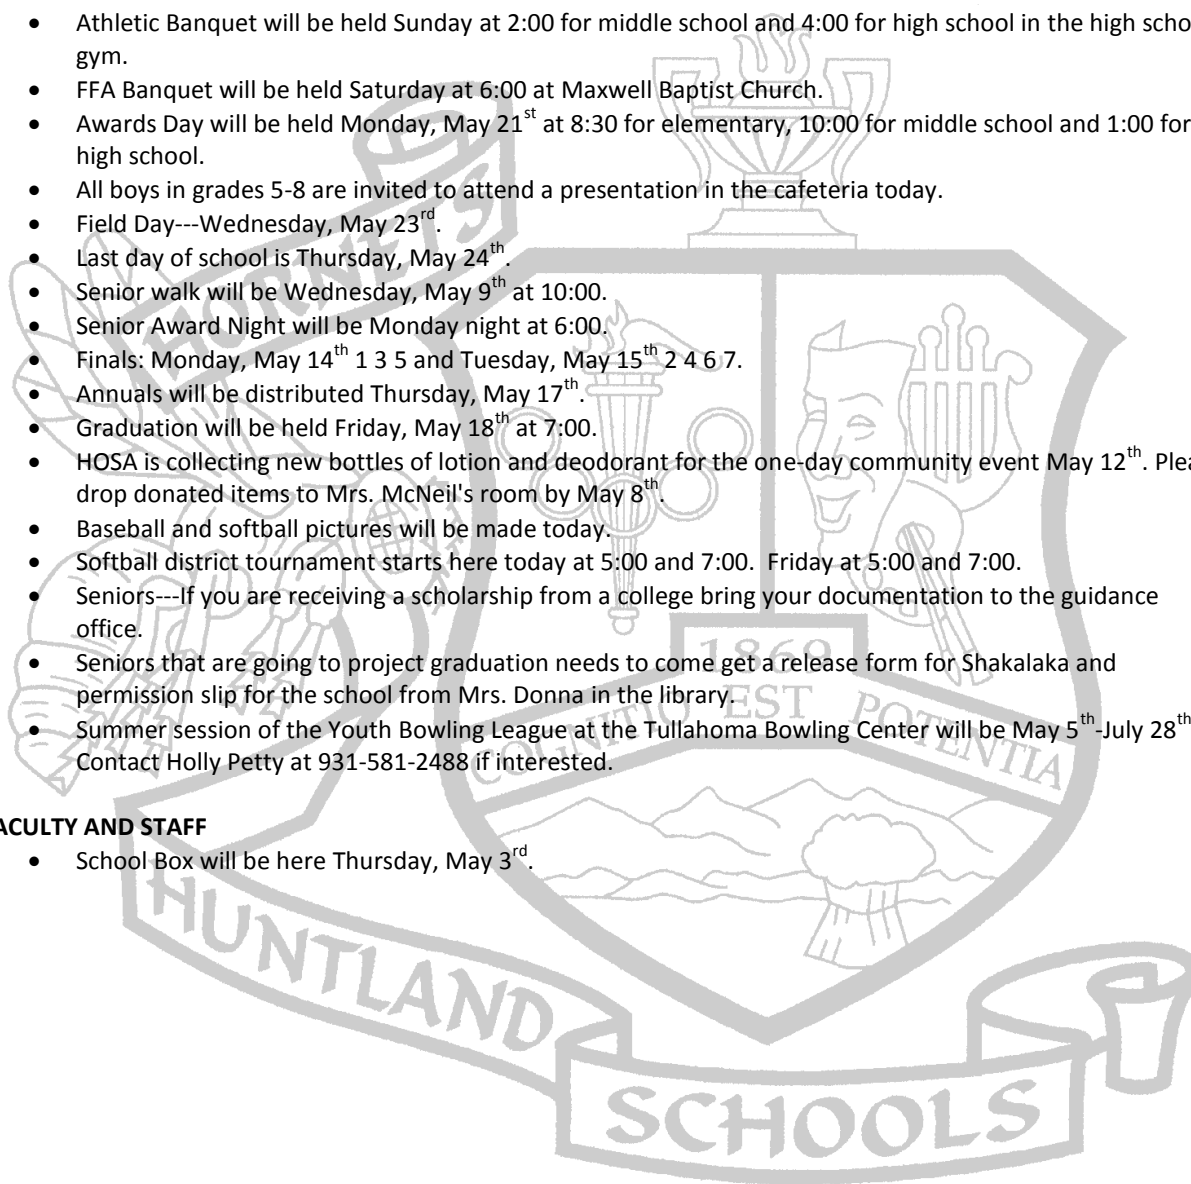 • Athletic Banquet will be held Sunday at 2:00 for middle school and 4:00 for high school in the high scho
gym.
• FFA Banquet will be held Saturday at 6:00 at Maxwell Baptist Church.
• Awards Day will be held Monday, May 21st at 8:30 for elementary, 10:00 for middle school and 1:00 for
high school.
• All boys in grades 5-8 are invited to attend a presentation in the cafeteria today.
• Field Day---Wednesday, May 23rd.
• Last day of school is Thursday, May 24th.
• Senior walk will be Wednesday, May 9th at 10:00.
• Senior Award Night will be Monday night at 6:00.
• Finals: Monday, May 14th 1 3 5 and Tuesday, May 15th 2 4 6 7.
• Annuals will be distributed Thursday, May 17th.
• Graduation will be held Friday, May 18th at 7:00.
• HOSA is collecting new bottles of lotion and deodorant for the one-day community event May 12th. Plea
drop donated items to Mrs. McNeil's room by May 8th.
• Baseball and softball pictures will be made today.
• Softball district tournament starts here today at 5:00 and 7:00.  Friday at 5:00 and 7:00.
• Seniors---If you are receiving a scholarship from a college bring your documentation to the guidance
office.
• Seniors that are going to project graduation needs to come get a release form for Shakalaka and
permission slip for the school from Mrs. Donna in the library.
• Summer session of the Youth Bowling League at the Tullahoma Bowling Center will be May 5th-July 28th
Contact Holly Petty at 931-581-2488 if interested.
ACULTY AND STAFF
• School Box will be here Thursday, May 3rd.
HORNETS
1869
EST
COGNITIO POTENTIA
HUNTLAND
SCHOOLS